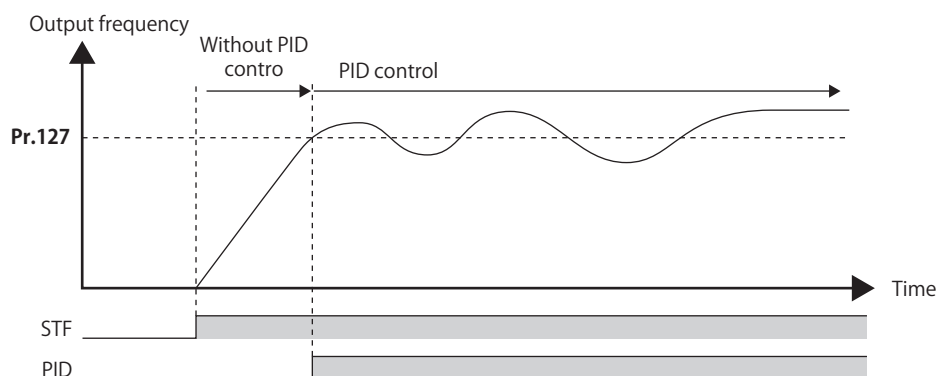 Output frequency
Without PID
contro
PID control
Pr.127
Time
STF
PID